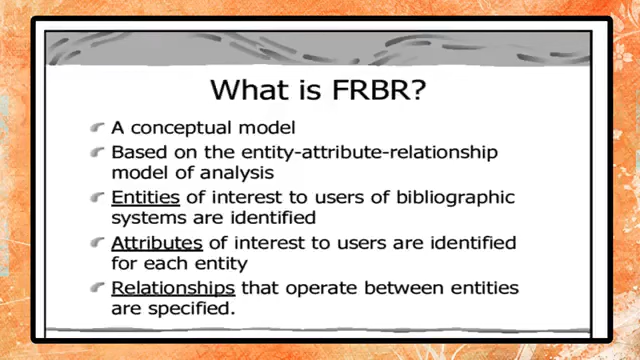 What is FRBR?
A conceptual model
Based on the entity-attribute-relationship
model of analysis
Entities of interest to users of bibliographic
systems are identified
Attributes of interest to users are identified
for each entity
Relationships that operate between entities
are specified.